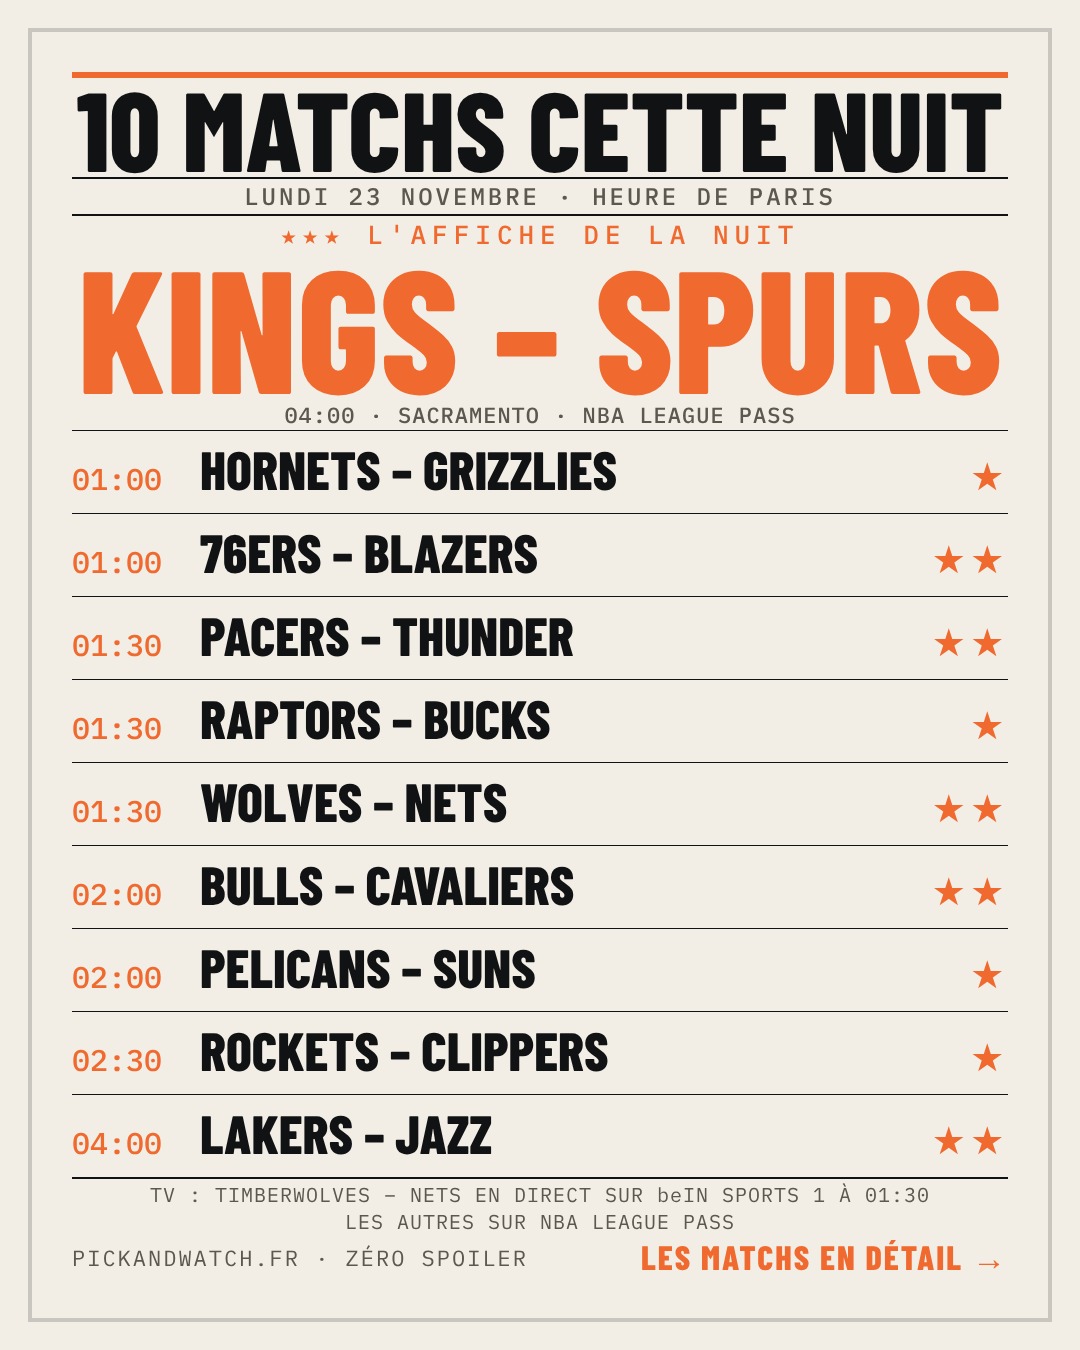 10 MATCHS CETTE NUIT
LUNDI 23 NOVEMBRE · HEURE DE PARIS
★★★ L'AFFICHE DE LA NUIT
KINGS – SPURS
04:00 · SACRAMENTO · NBA LEAGUE PASS
01:00 HORNETS – GRIZZLIES ★
01:00 76ERS – BLAZERS ★★
01:30 PACERS – THUNDER ★★
01:30 RAPTORS – BUCKS ★
01:30 WOLVES – NETS ★★
02:00 BULLS – CAVALIERS ★★
02:00 PELICANS – SUNS ★
02:30 ROCKETS – CLIPPERS ★
04:00 LAKERS – JAZZ ★★
TV : TIMBERWOLVES – NETS EN DIRECT SUR beIN SPORTS 1 À 01:30
LES AUTRES SUR NBA LEAGUE PASS
PICKANDWATCH.FR · ZÉRO SPOILER LES MATCHS EN DÉTAIL →